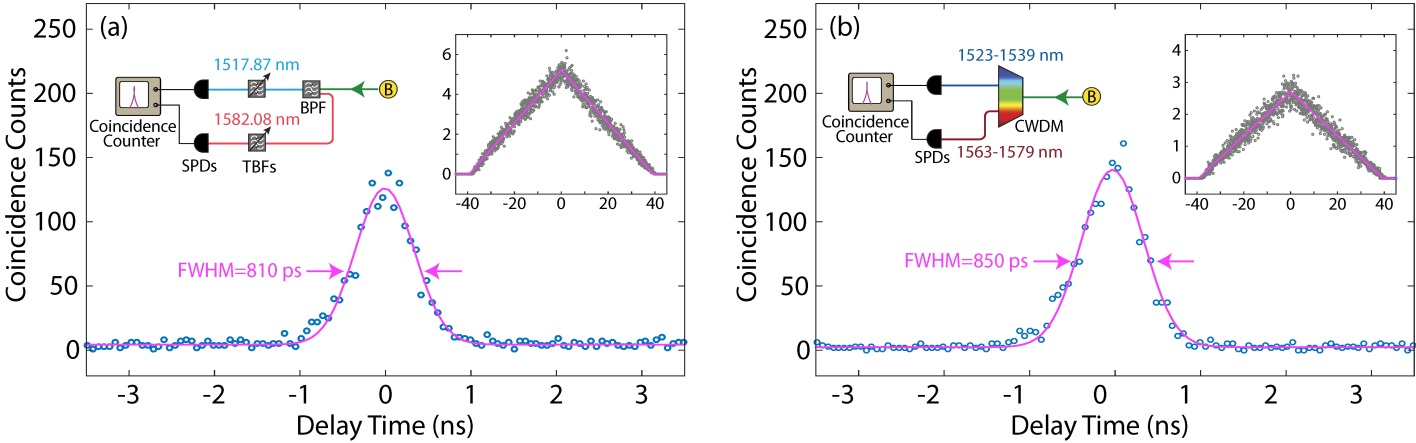 (a)
250
200
150
100
50
0
Coincidence Counts
1517.87 nm
BPF
B
1582.08 nm
Coincidence
Counter
SPDs
TBFs
FWHM=810 ps
6
4
2
0
-40 -20 0 20 40
-3 -2 -1 0 1 2 3
Delay Time (ns)
(b)
250
200
150
100
50
0
Coincidence Counts
1523-1539 nm
B
CWDM
Coincidence
Counter
SPDs
1563-1579 nm
FWHM=850 ps
4
3
2
1
0
-40 -20 0 20 40
-3 -2 -1 0 1 2 3
Delay Time (ns)